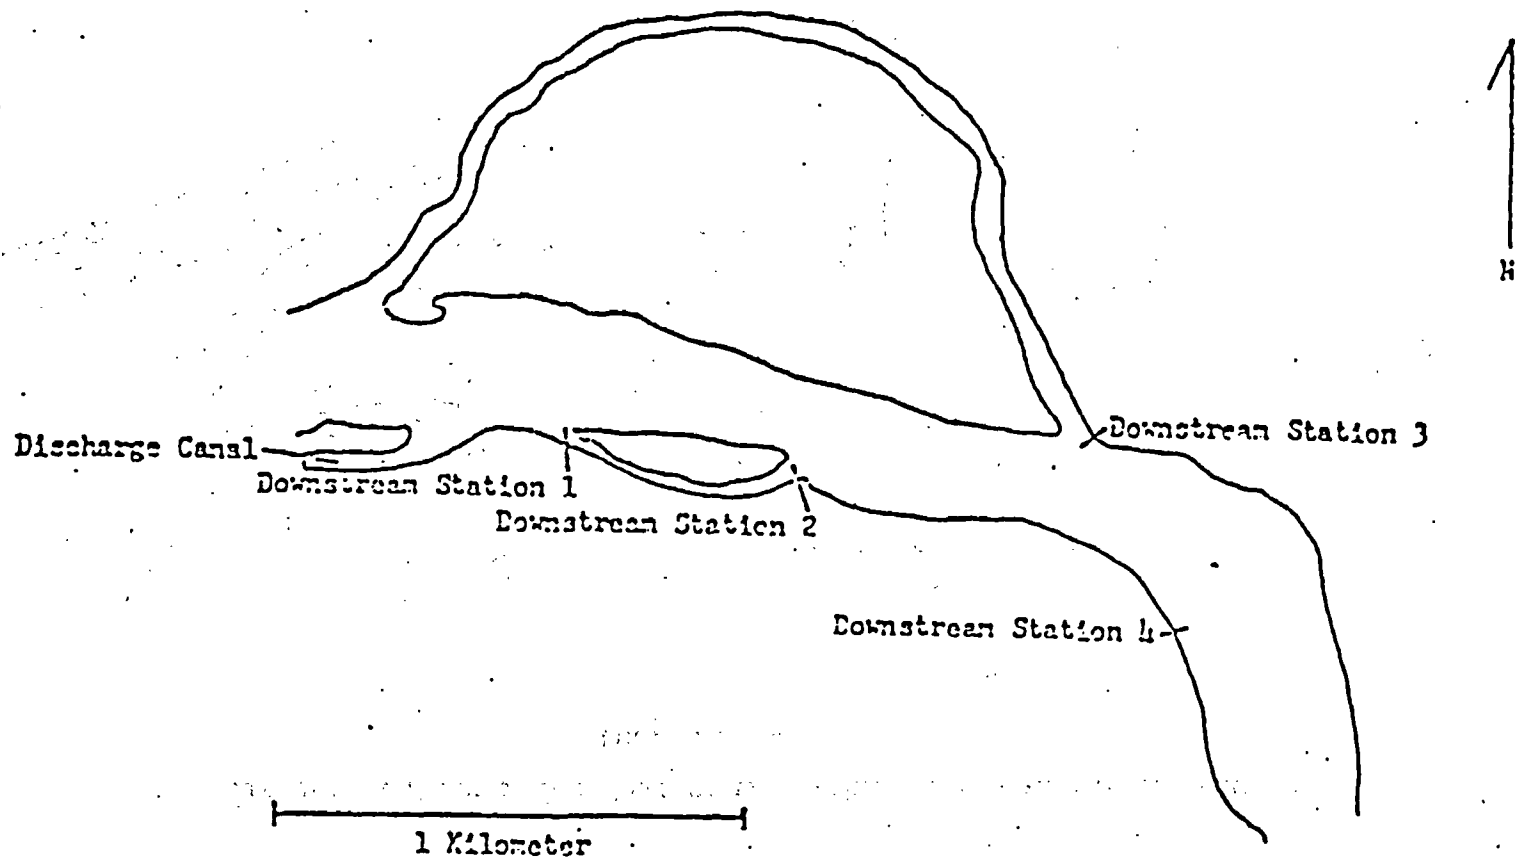 N
Downstream Station 3
Discharge Canal
Downstream Station 1
Downstream Station 2
Downstream Station 4
1 Kilometer